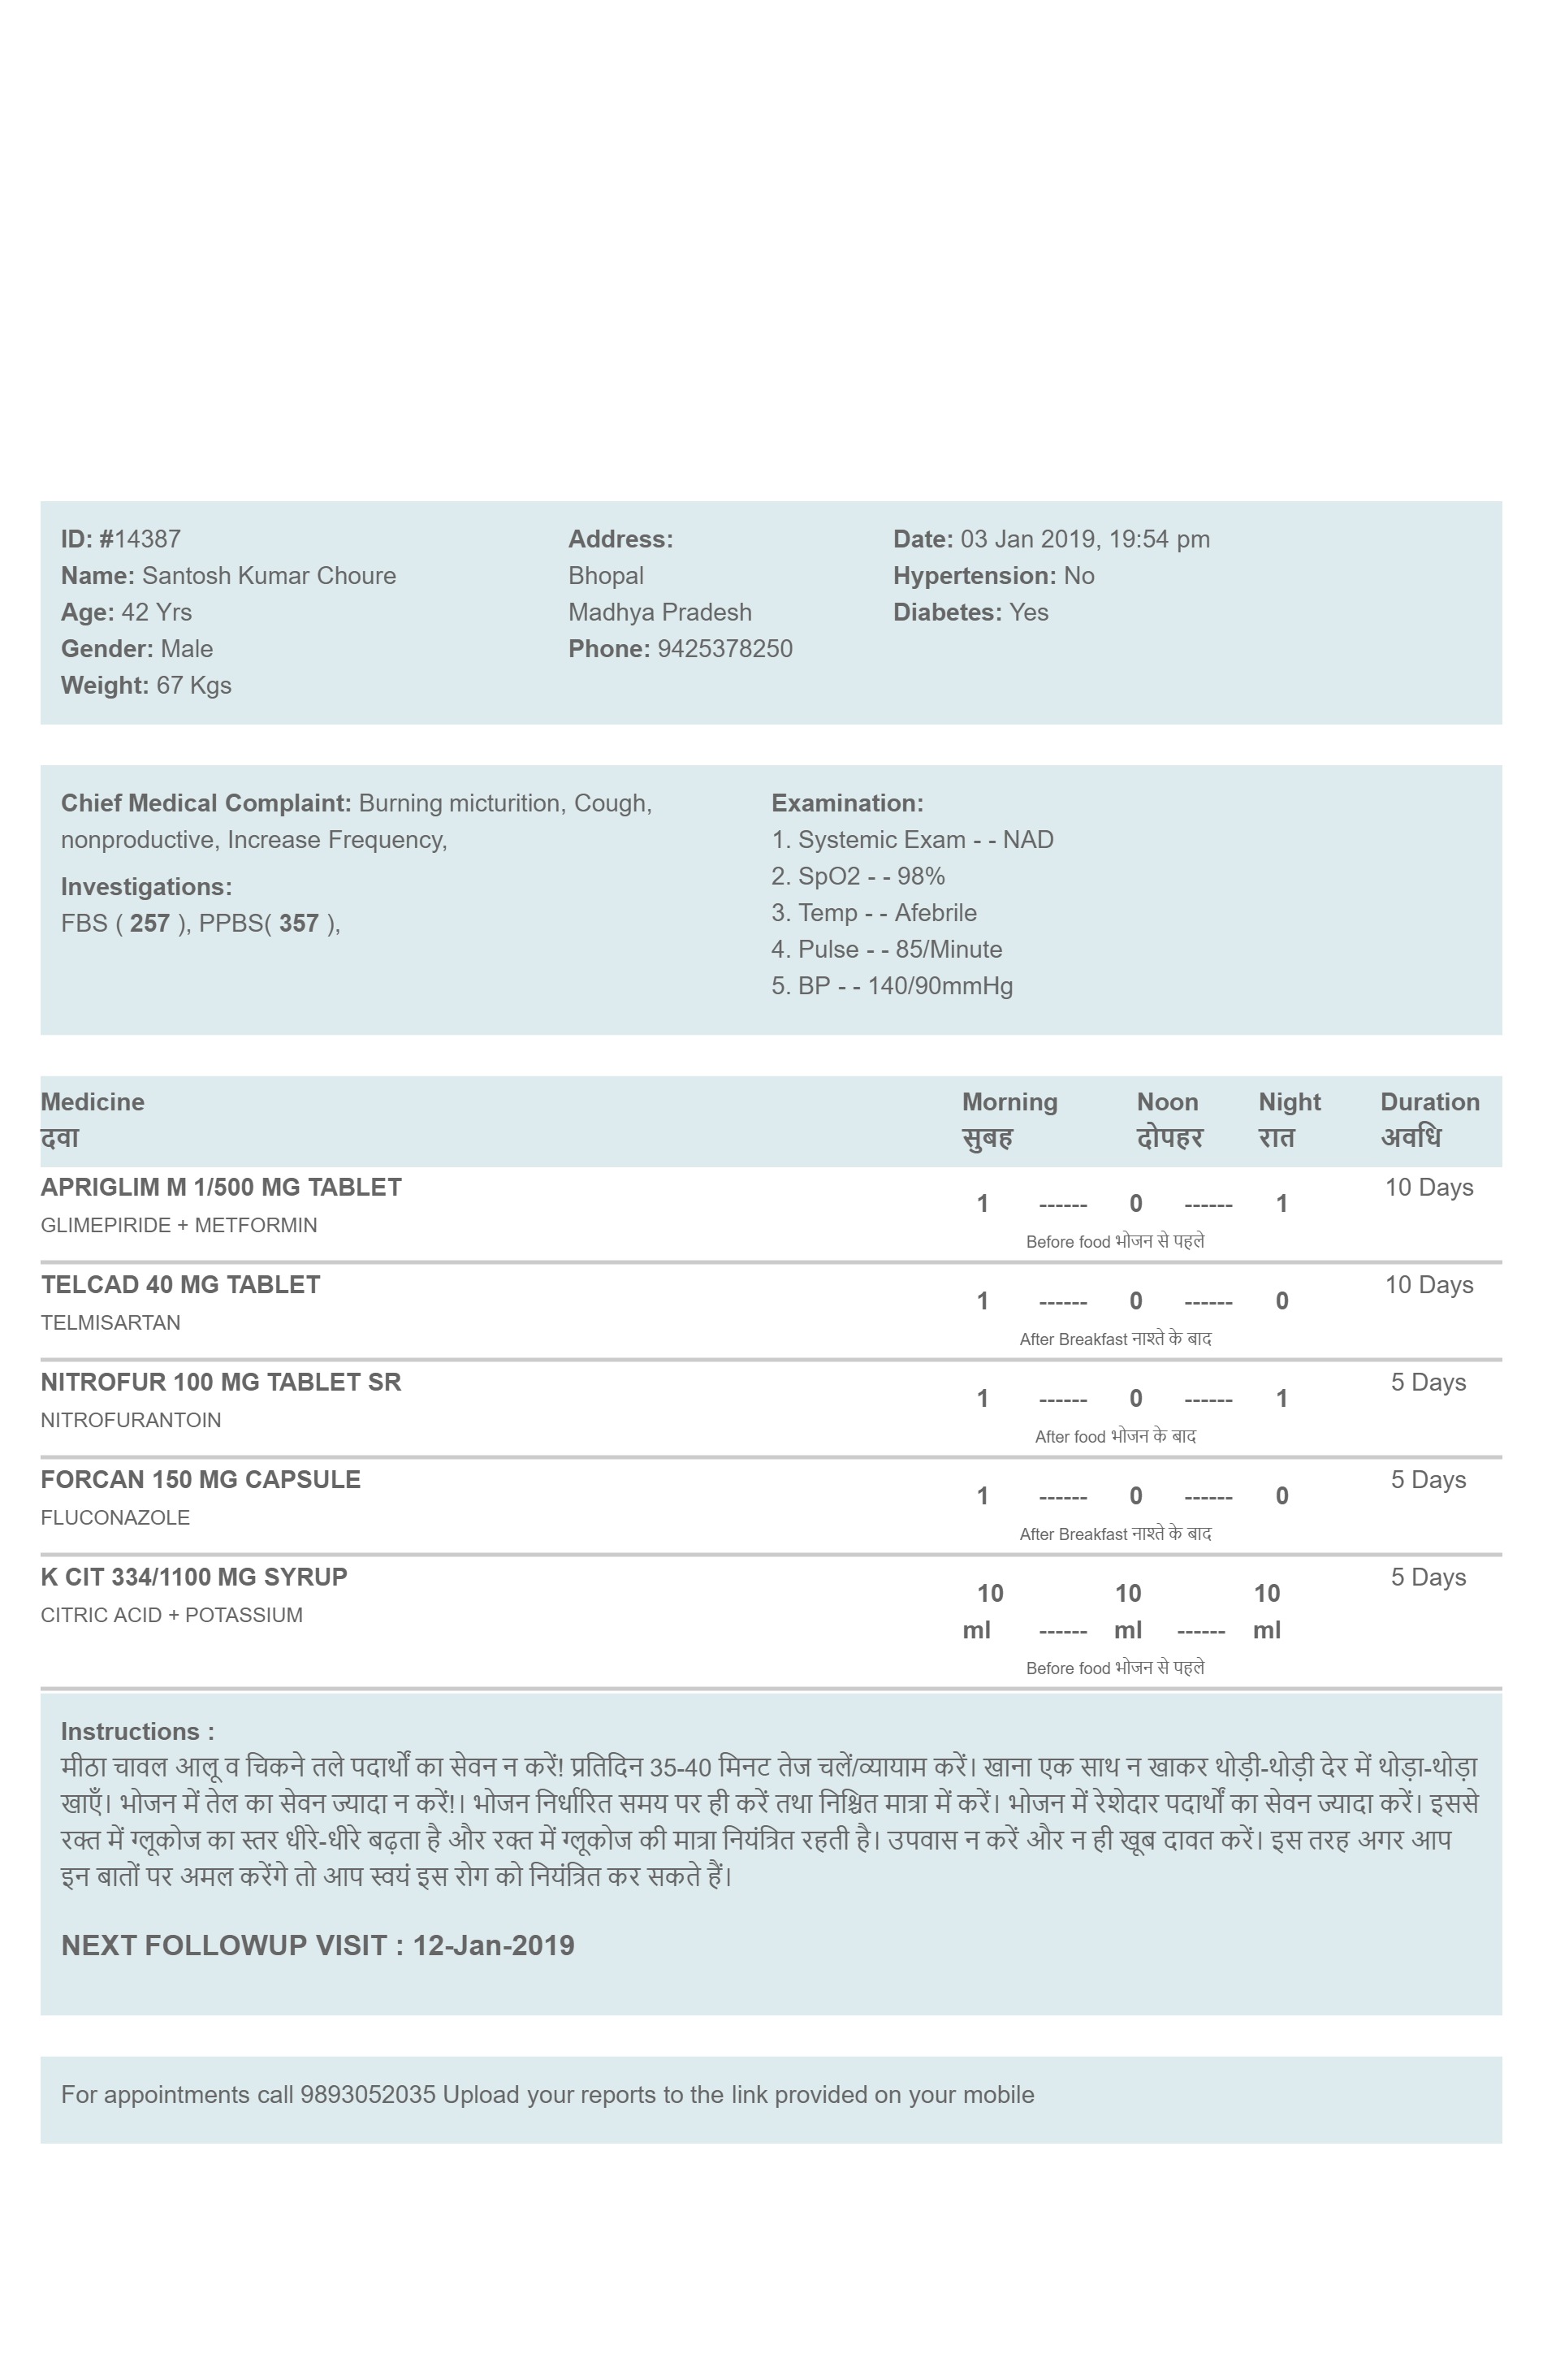 ID: #14387
Name: Santosh Kumar Choure
Age: 42 Yrs
Gender: Male
Weight: 67 Kgs
Address:
Bhopal
Madhya Pradesh
Phone: 9425378250
Date: 03 Jan 2019, 19:54 pm
Hypertension: No
Diabetes: Yes
Chief Medical Complaint: Burning micturition, Cough,
nonproductive, Increase Frequency,
Investigations:
FBS ( 257 ), PPBS( 357 ),
Examination:
1. Systemic Exam - - NAD
2. SpO2 - - 98%
3. Temp - - Afebrile
4. Pulse - - 85/Minute
5. BP - - 140/90mmHg
Medicine Morning Noon Night Duration
दवा सुबह दोपहर रात अवधि
APRIGLIM M 1/500 MG TABLET 10 Days
1 ------ 0 ------ 1
GLIMEPIRIDE + METFORMIN
Before food भोजन से पहले
TELCAD 40 MG TABLET 10 Days
1 ------ 0 ------ 0
TELMISARTAN
After Breakfast नाश्ते के बाद
NITROFUR 100 MG TABLET SR 5 Days
1 ------ 0 ------ 1
NITROFURANTOIN
After food भोजन के बाद
FORCAN 150 MG CAPSULE 5 Days
1 ------ 0 ------ 0
FLUCONAZOLE
After Breakfast नाश्ते के बाद
K CIT 334/1100 MG SYRUP 5 Days
10 10 10
CITRIC ACID + POTASSIUM
ml ------ ml ------ ml
Before food भोजन से पहले
Instructions :
मीठा चावल आलू व चिकने तले पदार्थों का सेवन न करें! प्रतिदिन 35-40 मिनट तेज चलें/व्यायाम करें। खाना एक साथ न खाकर थोड़ी-थोड़ी देर में थोड़ा-थोड़ा
खाएँ। भोजन में तेल का सेवन ज्यादा न करें!। भोजन निर्धारित समय पर ही करें तथा निश्चित मात्रा में करें। भोजन में रेशेदार पदार्थों का सेवन ज्यादा करें। इससे
रक्त में ग्लूकोज का स्तर धीरे-धीरे बढ़ता है और रक्त में ग्लूकोज की मात्रा नियंत्रित रहती है। उपवास न करें और न ही खूब दावत करें। इस तरह अगर आप
इन बातों पर अमल करेंगे तो आप स्वयं इस रोग को नियंत्रित कर सकते हैं।
NEXT FOLLOWUP VISIT : 12-Jan-2019
For appointments call 9893052035 Upload your reports to the link provided on your mobile